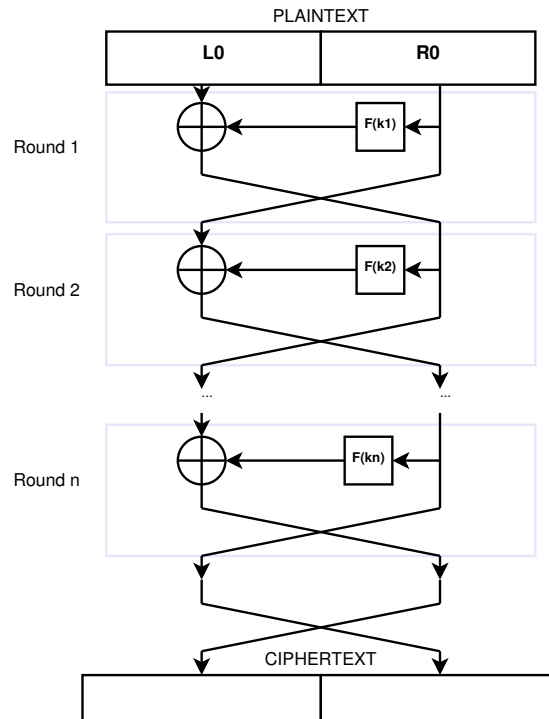 PLAINTEXT
L0 R0
F(k1)
Round 1
F(k2)
Round 2
... ...
F(kn)
Round n
CIPHERTEXT